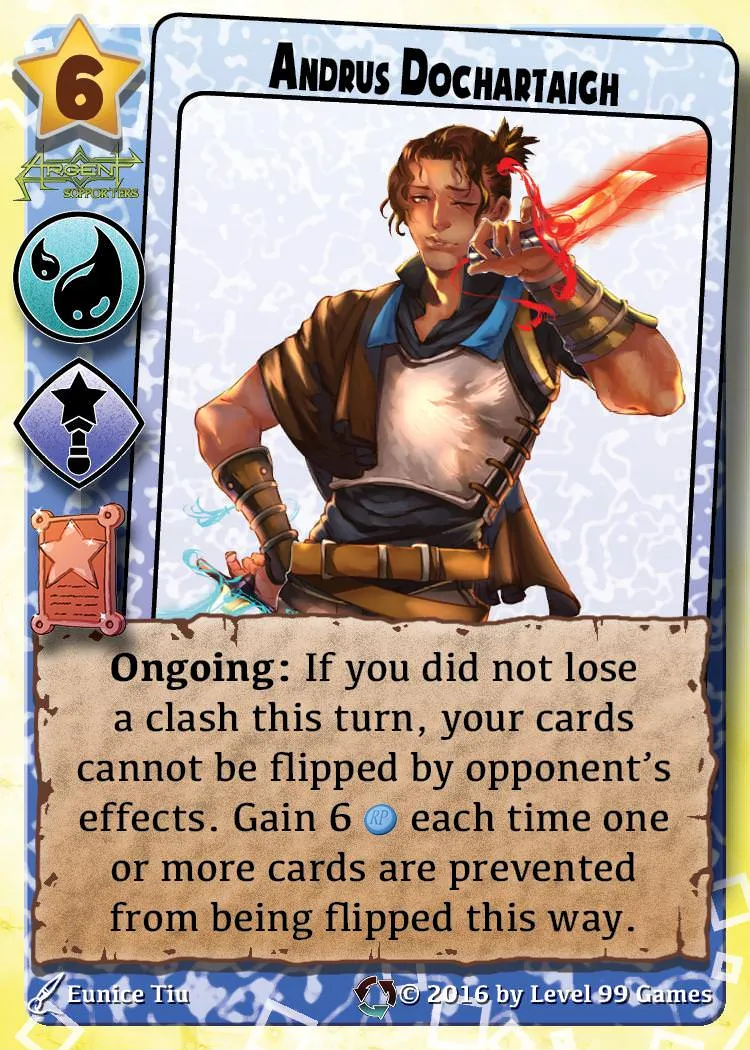 6
Andrus Dochartaigh
Argent
Supporters
Ongoing: If you did not lose
a clash this turn, your cards
cannot be flipped by opponent's
effects. Gain 6 RP each time one
or more cards are prevented
from being flipped this way.
Eunice Tiu
© 2016 by Level 99 Games